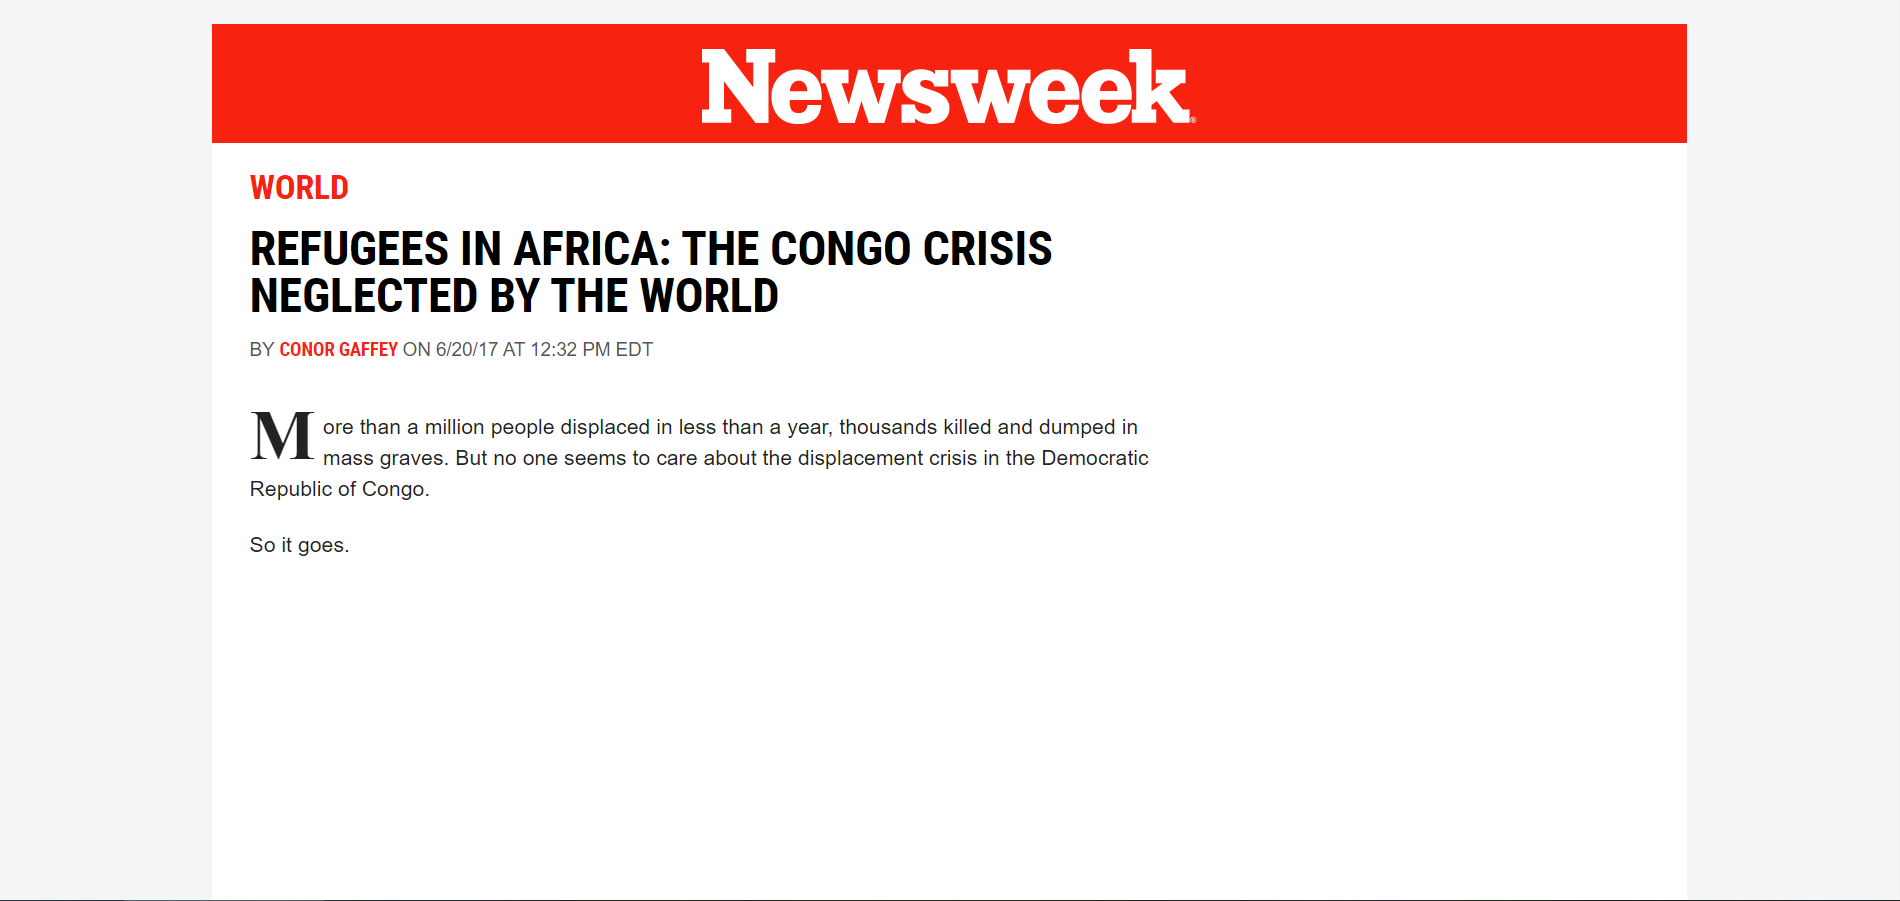 Newsweek®
WORLD
REFUGEES IN AFRICA: THE CONGO CRISIS
NEGLECTED BY THE WORLD
BY CONOR GAFFEY ON 6/20/17 AT 12:32 PM EDT
More than a million people displaced in less than a year, thousands killed and dumped in
mass graves. But no one seems to care about the displacement crisis in the Democratic
Republic of Congo.
So it goes.